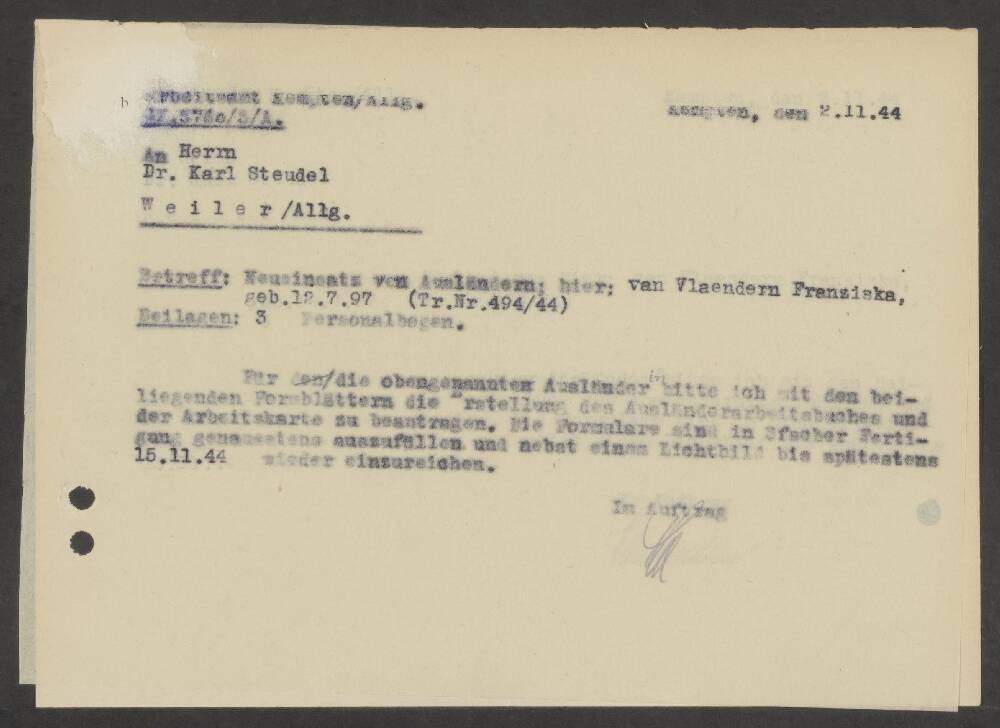 Arbeitsamt Kempten/Allg.
Kempten, den 2.11.44
An Herrn
Dr. Karl Steudel
W e i l e r /Allg.
Betreff: Neueinsatz von Ausländern; hier: van Vlaendern Franziska,
geb.12.7.97 (Tr.Nr.494/44)
Beilagen: 3 Personalbogen.
Für den/die obengenannten Ausländer in bitte ich mit den bei-
liegenden Formblättern die Erstellung des Ausländerarbeitsbuches und
der Arbeitskarte zu beantragen. Die Formulare sind in 3facher Ferti-
gung genauestens auszufüllen und nebst einem Lichtbild bis spätestens
15.11.44 wieder einzureichen.
Im Auftrag